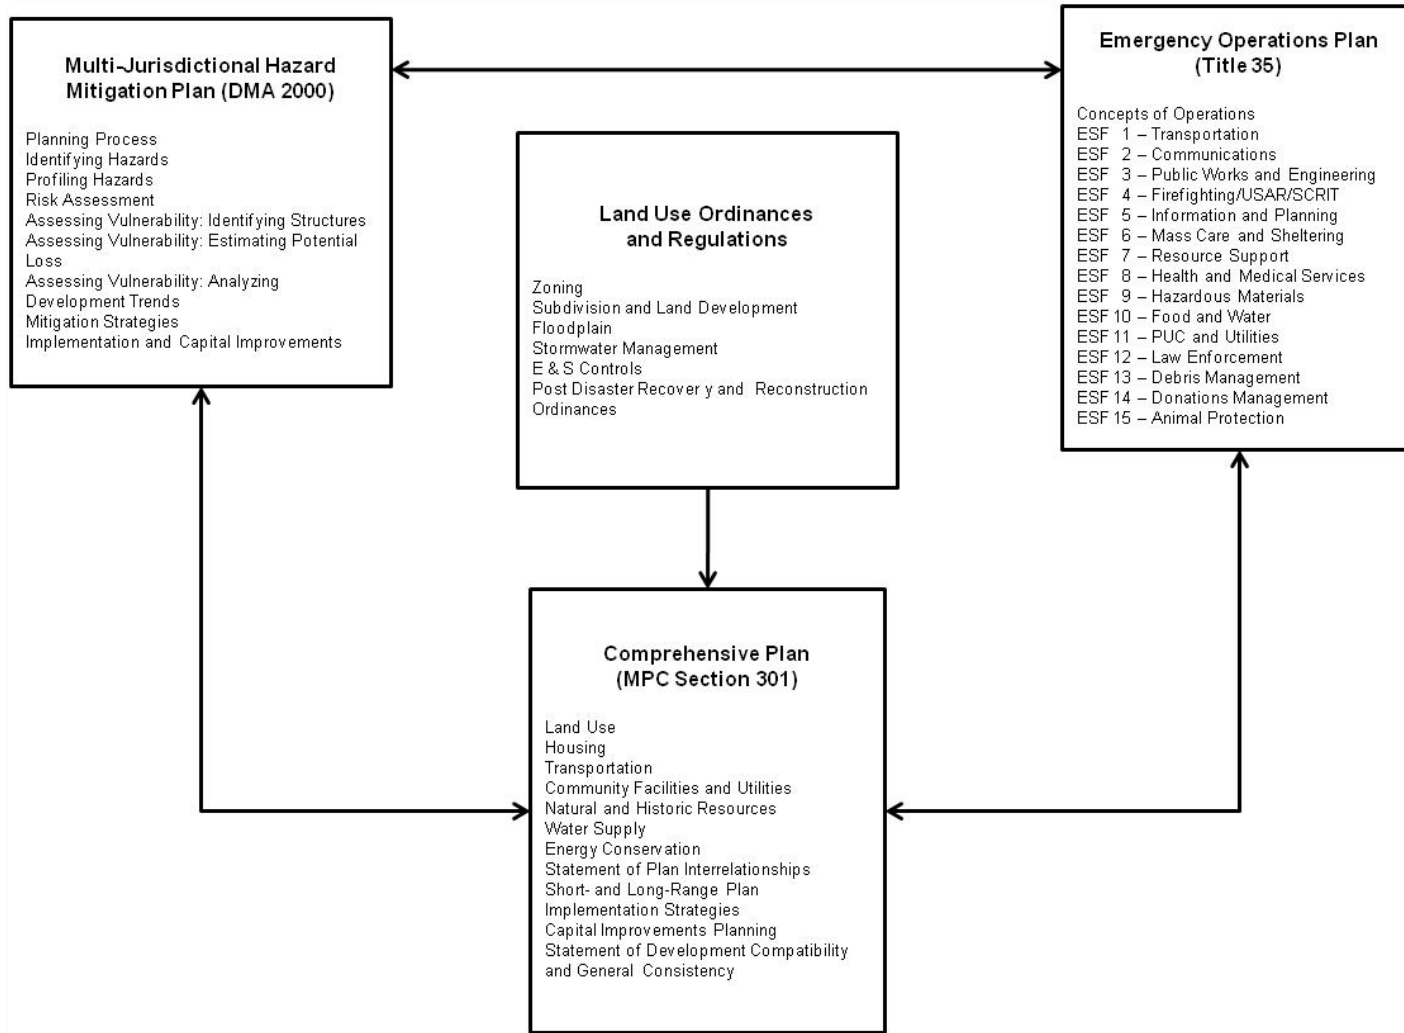 Multi-Jurisdictional Hazard
Mitigation Plan (DMA 2000)
Planning Process
Identifying Hazards
Profiling Hazards
Risk Assessment
Assessing Vulnerability: Identifying Structures
Assessing Vulnerability: Estimating Potential
Loss
Assessing Vulnerability: Analyzing
Development Trends
Mitigation Strategies
Implementation and Capital Improvements
Land Use Ordinances
and Regulations
Zoning
Subdivision and Land Development
Floodplain
Stormwater Management
E & S Controls
Post Disaster Recover y and Reconstruction
Ordinances
Emergency Operations Plan
(Title 35)
Concepts of Operations
ESF 1 – Transportation
ESF 2 – Communications
ESF 3 – Public Works and Engineering
ESF 4 – Firefighting/USAR/SCRIT
ESF 5 – Information and Planning
ESF 6 – Mass Care and Sheltering
ESF 7 – Resource Support
ESF 8 – Health and Medical Services
ESF 9 – Hazardous Materials
ESF 10 – Food and Water
ESF 11 – PUC and Utilities
ESF 12 – Law Enforcement
ESF 13 – Debris Management
ESF 14 – Donations Management
ESF 15 – Animal Protection
Comprehensive Plan
(MPC Section 301)
Land Use
Housing
Transportation
Community Facilities and Utilities
Natural and Historic Resources
Water Supply
Energy Conservation
Statement of Plan Interrelationships
Short- and Long-Range Plan
Implementation Strategies
Capital Improvements Planning
Statement of Development Compatibility
and General Consistency